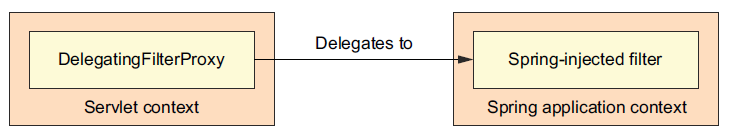 Delegates to
DelegatingFilterProxy
Spring-injected filter
Servlet context
Spring application context